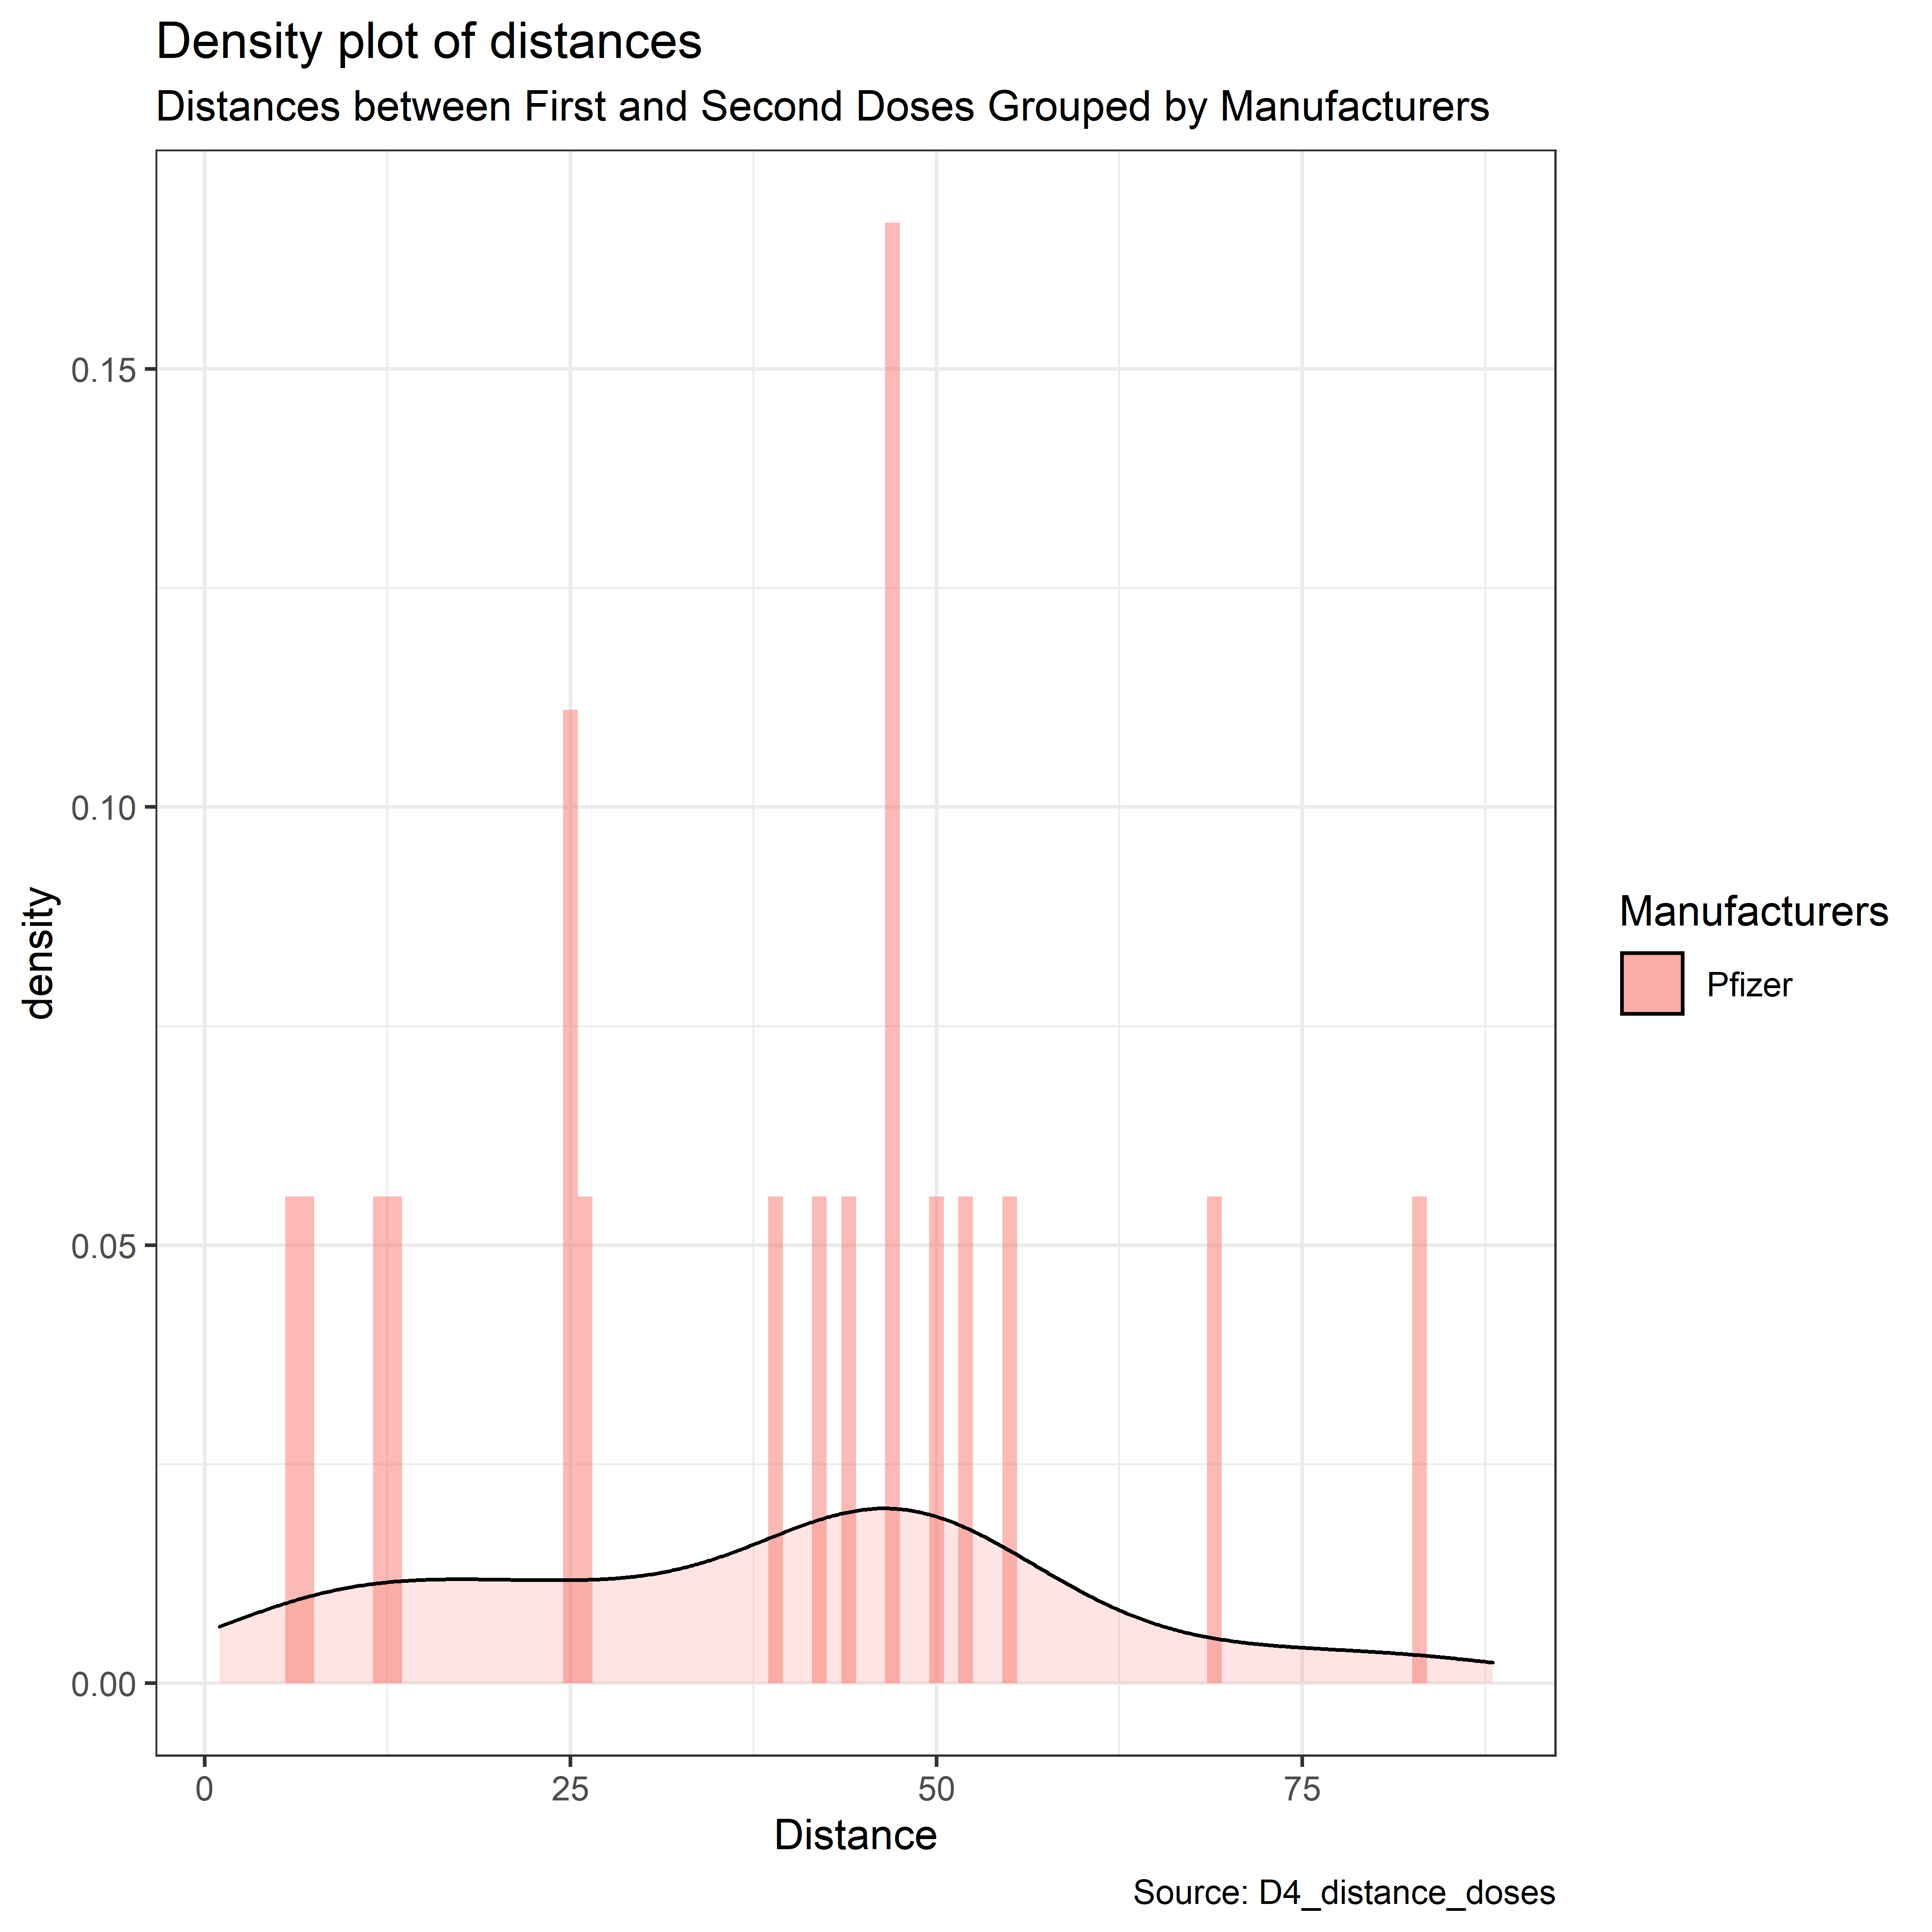 Density plot of distances
Distances between First and Second Doses Grouped by Manufacturers
0.15
0.10
0.05
0.00
density
0
25
50
75
Distance
Manufacturers
Pfizer
Source: D4_distance_doses